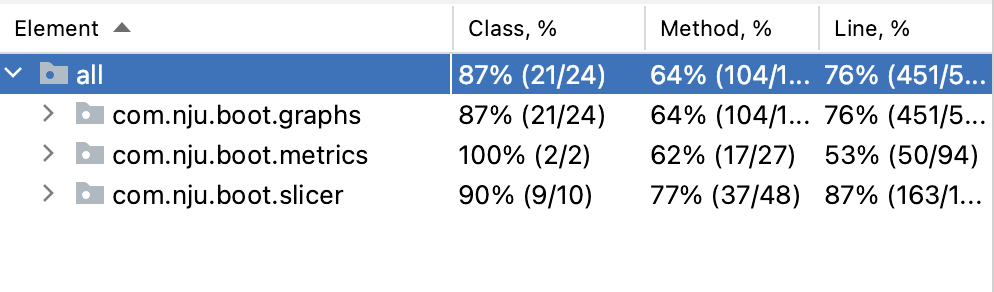 Element Class, % Method, % Line, %
all 87% (21/24) 64% (104/1... 76% (451/5...
com.nju.boot.graphs 87% (21/24) 64% (104/1... 76% (451/5...
com.nju.boot.metrics 100% (2/2) 62% (17/27) 53% (50/94)
com.nju.boot.slicer 90% (9/10) 77% (37/48) 87% (163/1...